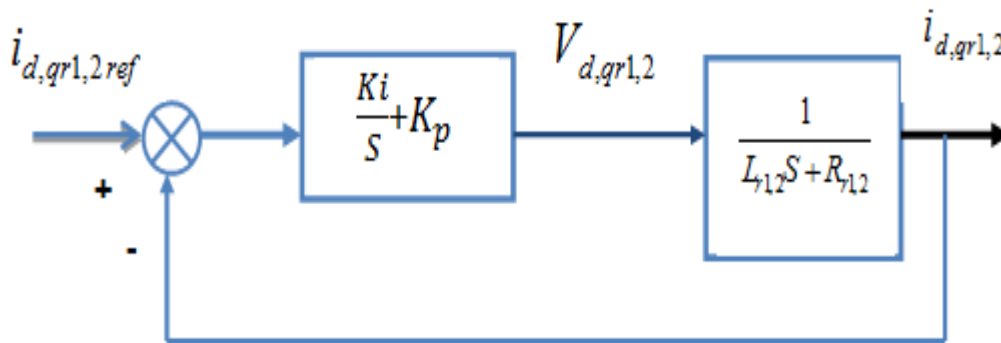 i_{d,qr1,2ref}
+
-
Ki/S + K_p
V_{d,qr1,2}
1/(L_{r1,2}S+R_{r1,2})
i_{d,qr1,2}